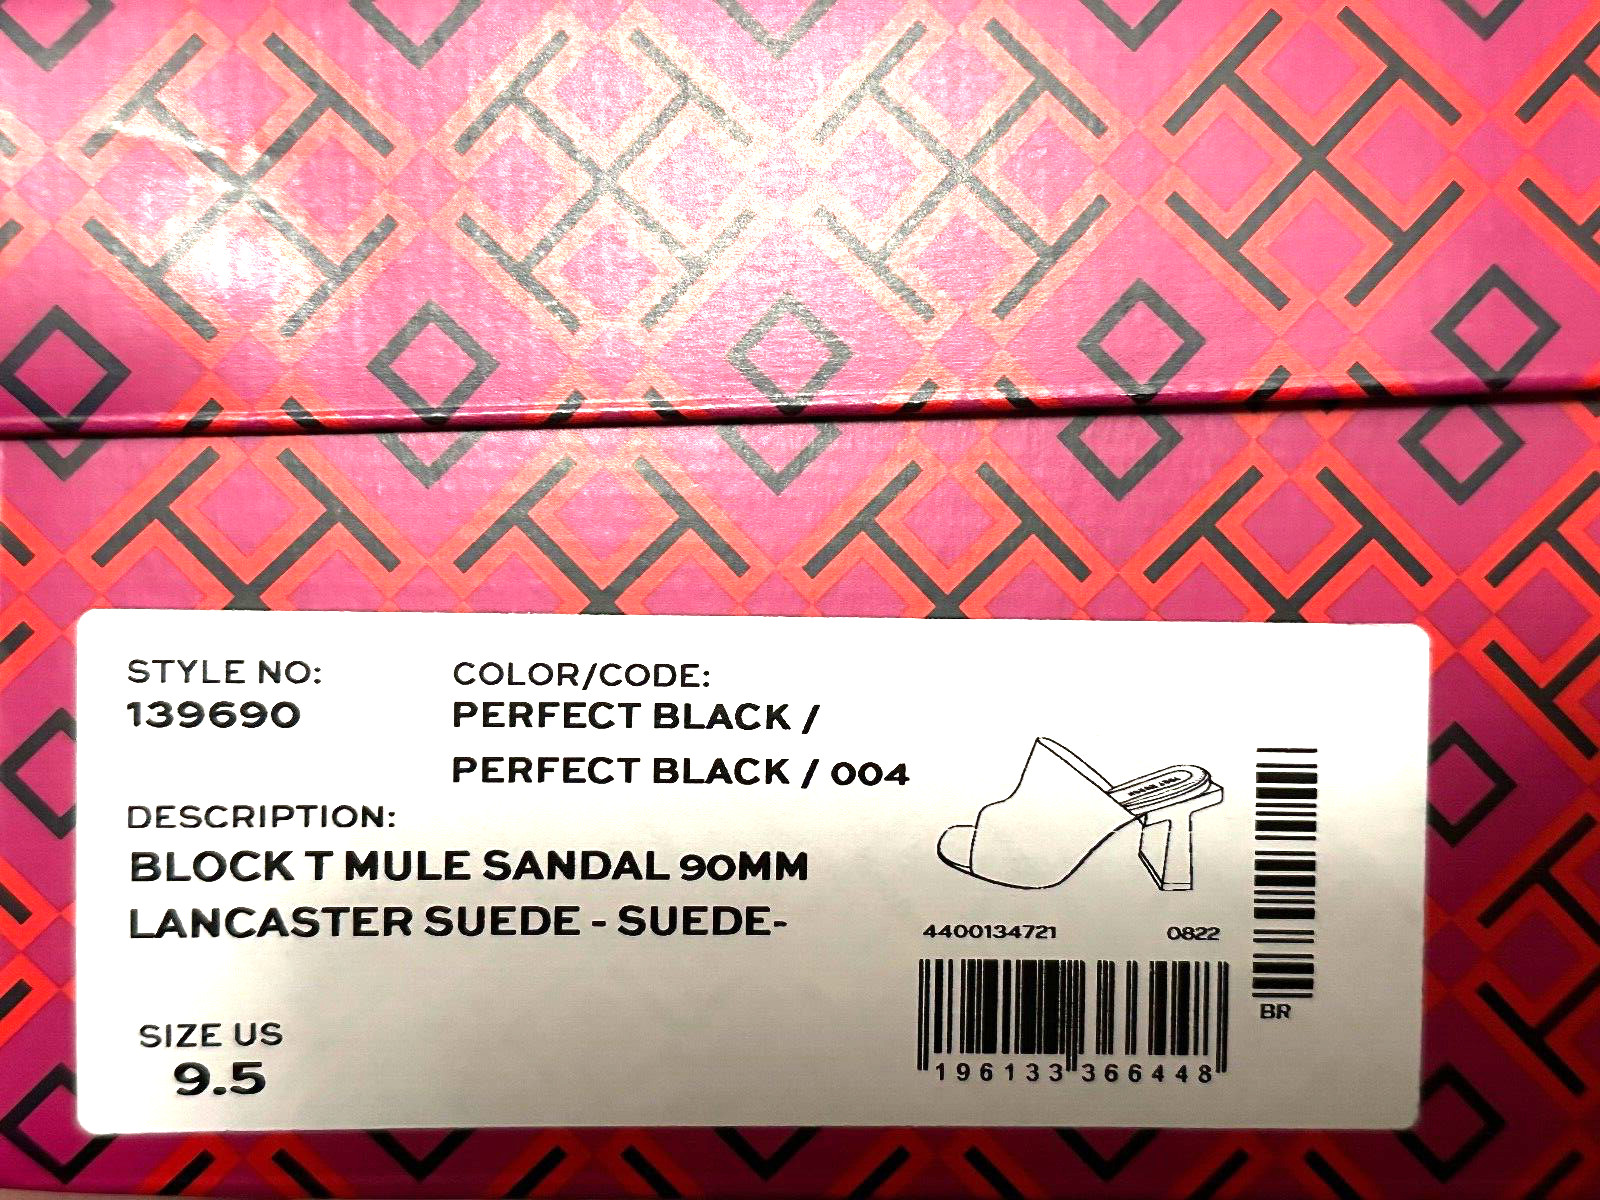 STYLE NO:
139690
COLOR/CODE:
PERFECT BLACK /
PERFECT BLACK / 004
DESCRIPTION:
BLOCK T MULE SANDAL 90MM
LANCASTER SUEDE - SUEDE-
SIZE US
9.5
4400134721 0822
196133366448
BR